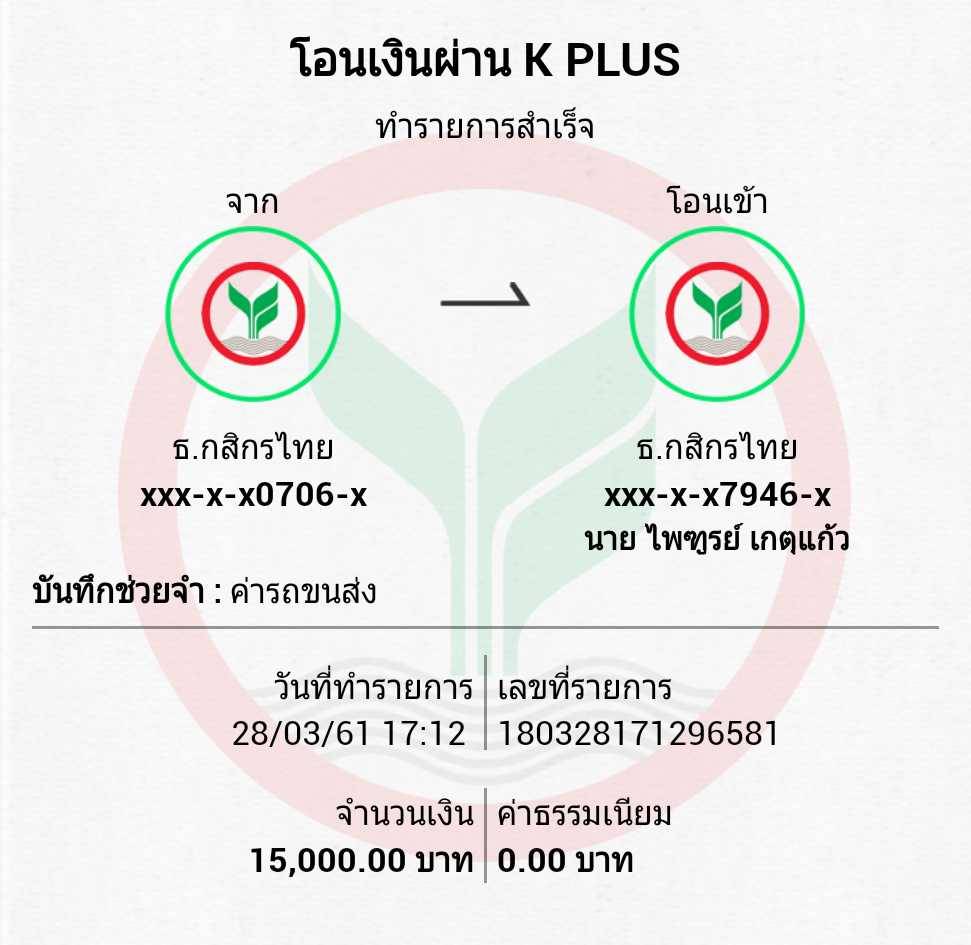 โอนเงินผ่าน K PLUS
ทำรายการสำเร็จ
จาก
โอนเข้า
ธ.กสิกรไทย
xxx-x-x0706-x
ธ.กสิกรไทย
xxx-x-x7946-x
นาย ไพฑูรย์ เกตุแก้ว
บันทึกช่วยจำ : ค่ารถขนส่ง
วันที่ทำรายการ
28/03/61 17:12
เลขที่รายการ
180328171296581
จำนวนเงิน
15,000.00 บาท
ค่าธรรมเนียม
0.00 บาท